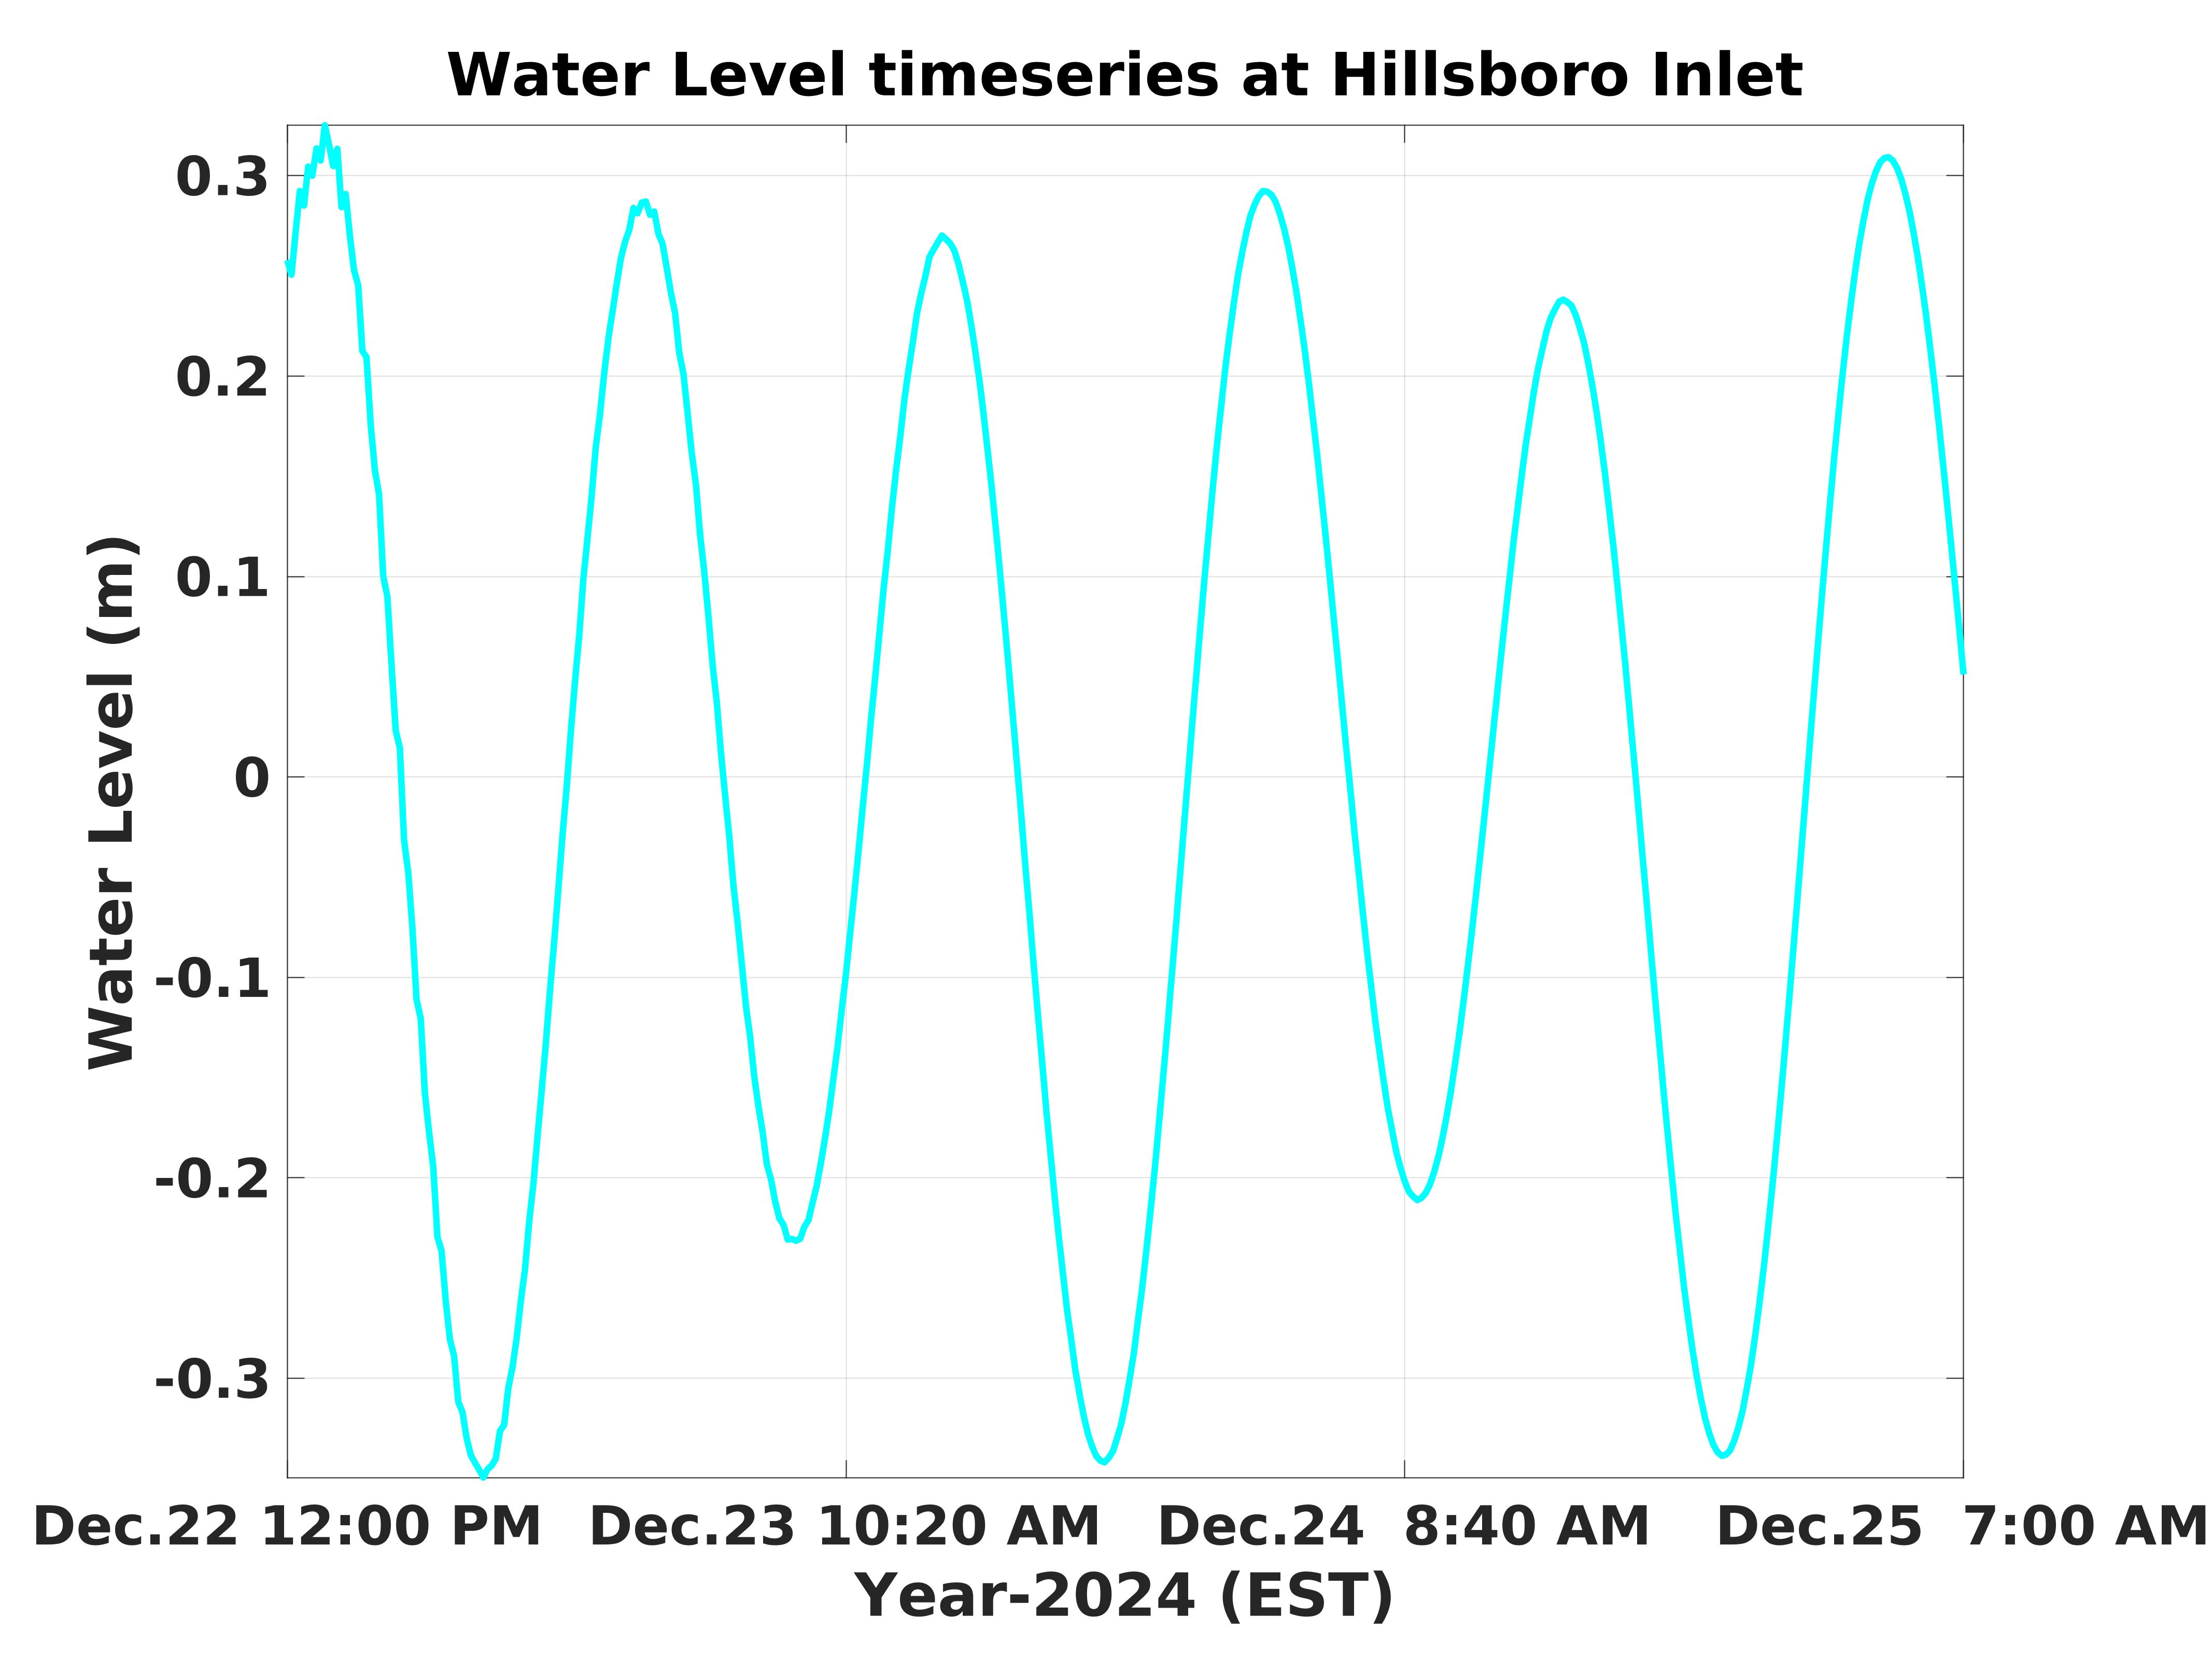 Water Level timeseries at Hillsboro Inlet
0.3
0.2
0.1
0
-0.1
-0.2
-0.3
Water Level (m)
Dec.22 12:00 PM Dec.23 10:20 AM Dec.24 8:40 AM Dec.25 7:00 AM
Year-2024 (EST)